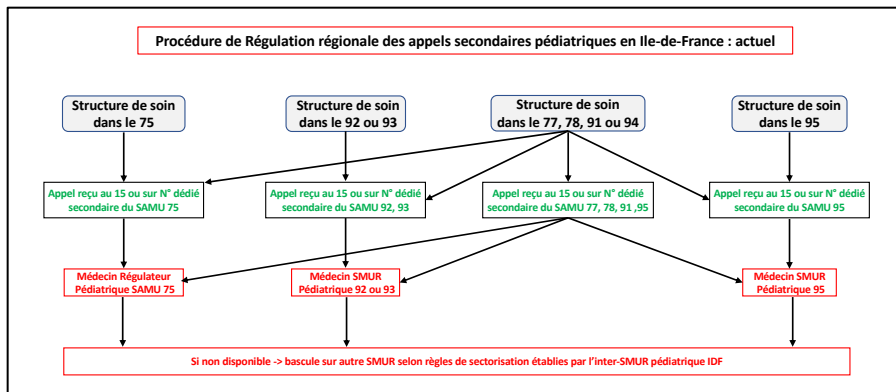 Procédure de Régulation régionale des appels secondaires pédiatriques en Ile-de-France : actuel
Structure de soin
dans le 75
Structure de soin
dans le 92 ou 93
Structure de soin
dans le 77, 78, 91 ou 94
Structure de soin
dans le 95
Appel reçu au 15 ou sur N° dédié
secondaire du SAMU 75
Appel reçu au 15 ou sur N° dédié
secondaire du SAMU 92, 93
Appel reçu au 15 ou sur N° dédié
secondaire du SAMU 77, 78, 91 ,95
Appel reçu au 15 ou sur N° dédié
secondaire du SAMU 95
Médecin Régulateur
Pédiatrique SAMU 75
Médecin SMUR
Pédiatrique 92 ou 93
Médecin SMUR
Pédiatrique 95
Si non disponible -> bascule sur autre SMUR selon règles de sectorisation établies par l'inter-SMUR pédiatrique IDF